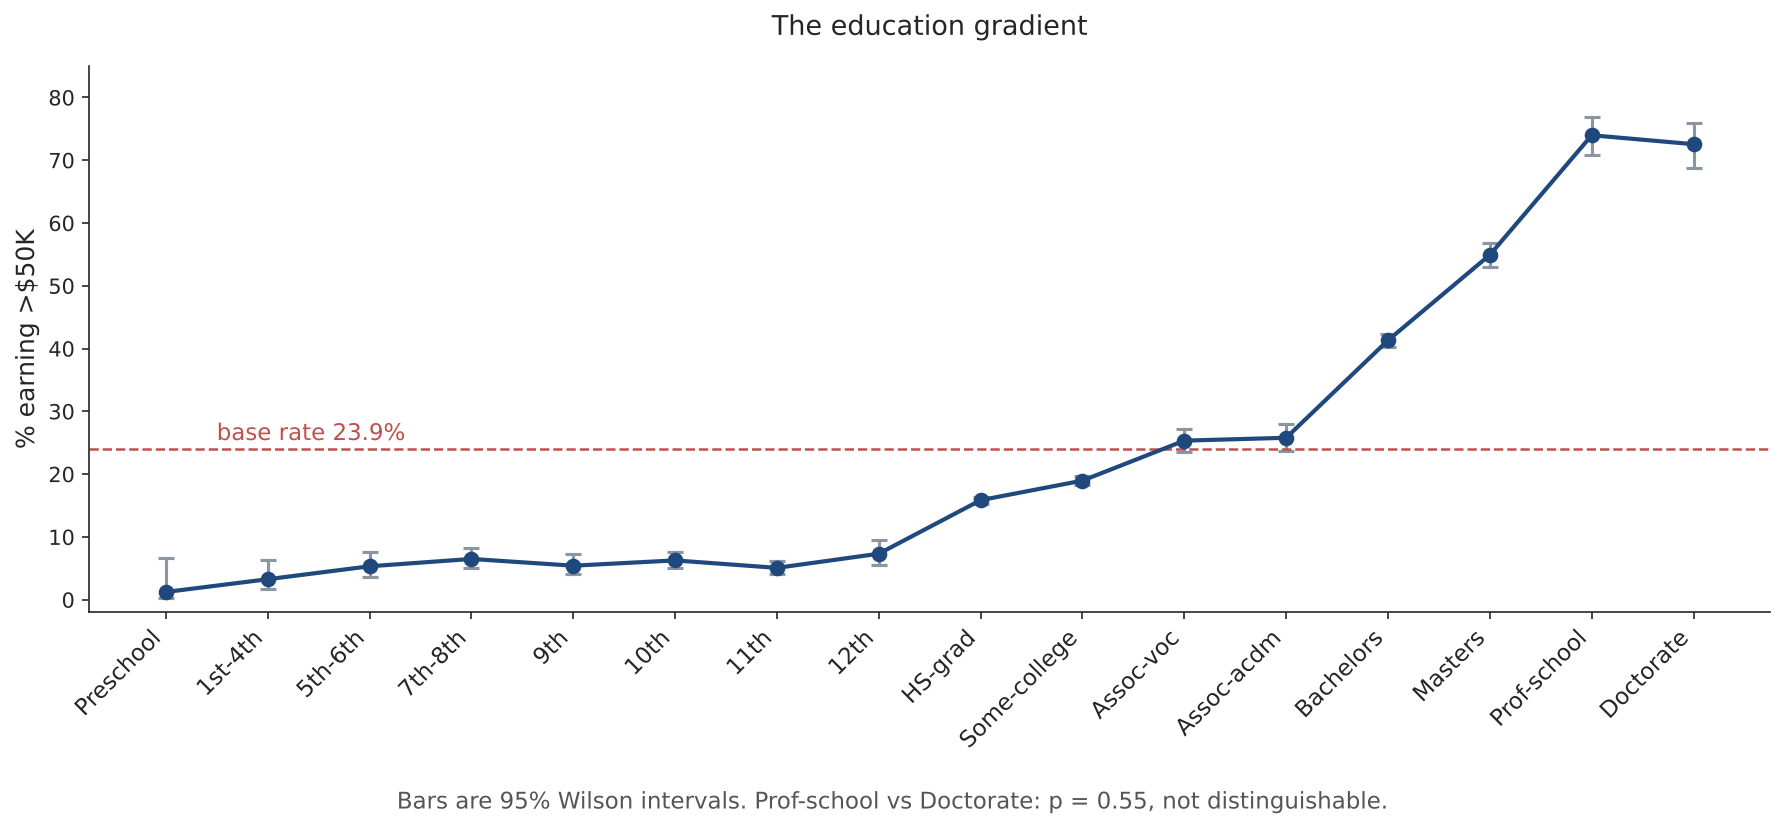 The education gradient
% earning >$50K
80
70
60
50
40
30
20
10
0
base rate 23.9%
Preschool
1st-4th
5th-6th
7th-8th
9th
10th
11th
12th
HS-grad
Some-college
Assoc-voc
Assoc-acdm
Bachelors
Masters
Prof-school
Doctorate
Bars are 95% Wilson intervals. Prof-school vs Doctorate: p = 0.55, not distinguishable.